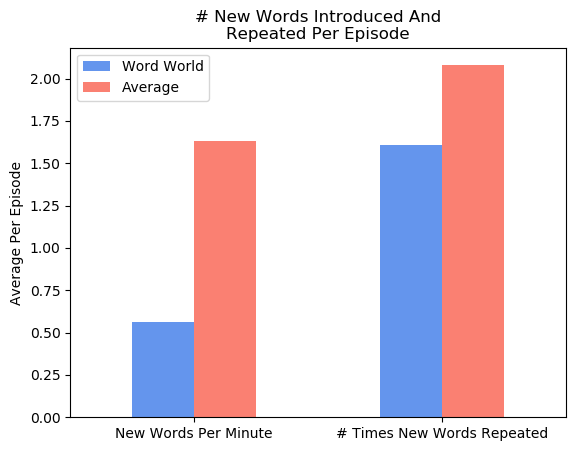 # New Words Introduced And
Repeated Per Episode
Word World
Average
Average Per Episode
2.00
1.75
1.50
1.25
1.00
0.75
0.50
0.25
0.00
New Words Per Minute
# Times New Words Repeated